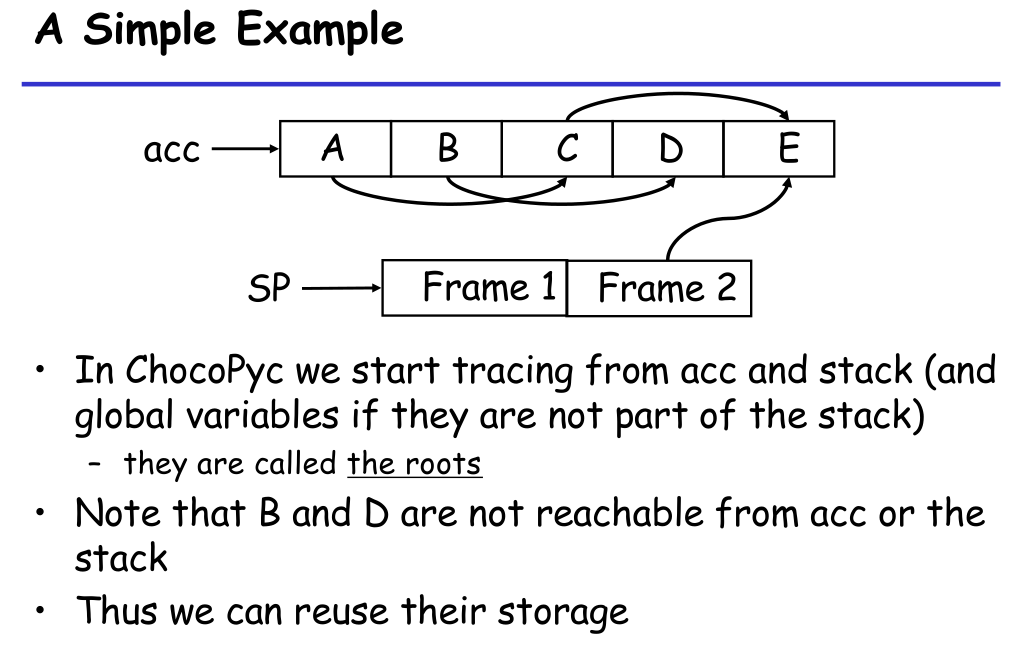 A Simple Example
acc
A B C D E
SP
Frame 1 Frame 2
• In ChocoPyc we start tracing from acc and stack (and
global variables if they are not part of the stack)
– they are called the roots
• Note that B and D are not reachable from acc or the
stack
• Thus we can reuse their storage